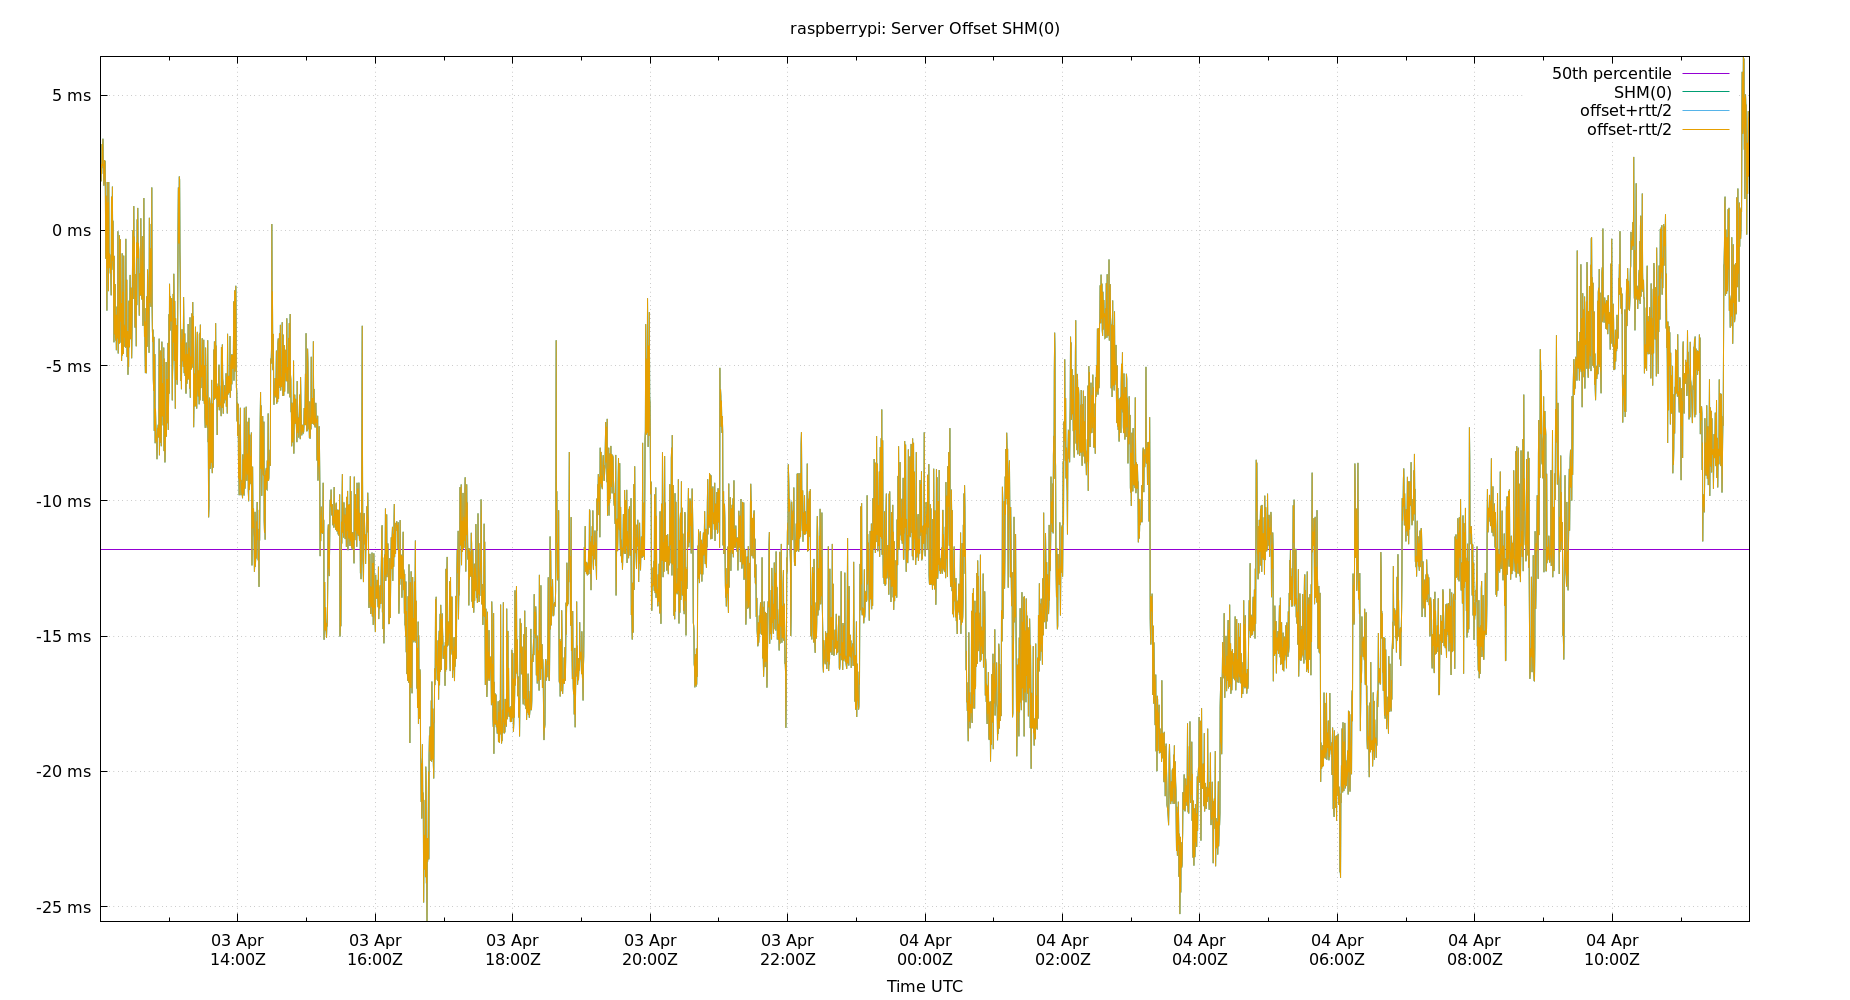 raspberrypi: Server Offset SHM(0)
50th percentile
SHM(0)
offset+rtt/2
offset-rtt/2
5 ms
0 ms
-5 ms
-10 ms
-15 ms
-20 ms
-25 ms
03 Apr 03 Apr 03 Apr 03 Apr 03 Apr 04 Apr 04 Apr 04 Apr 04 Apr 04 Apr 04 Apr
14:00Z 16:00Z 18:00Z 20:00Z 22:00Z 00:00Z 02:00Z 04:00Z 06:00Z 08:00Z 10:00Z
Time UTC